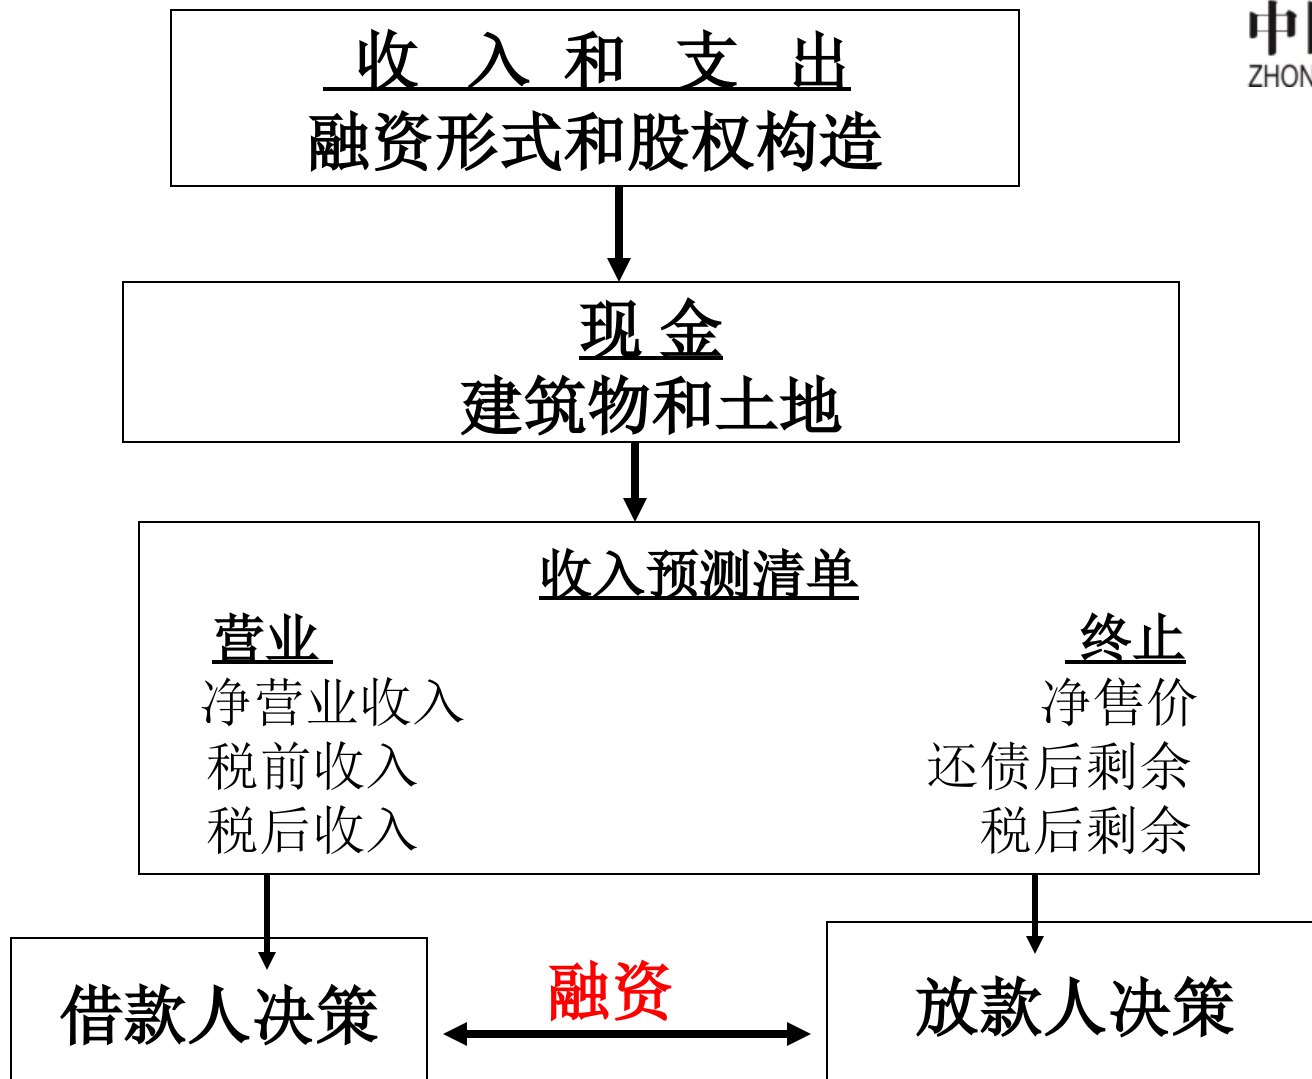 收 入 和 支 出
融资形式和股权构造
中
ZHON
现 金
建筑物和土地
收入预测清单
营业 终止
净营业收入 净售价
税前收入 还债后剩余
税后收入 税后剩余
借款人决策 融资 放款人决策